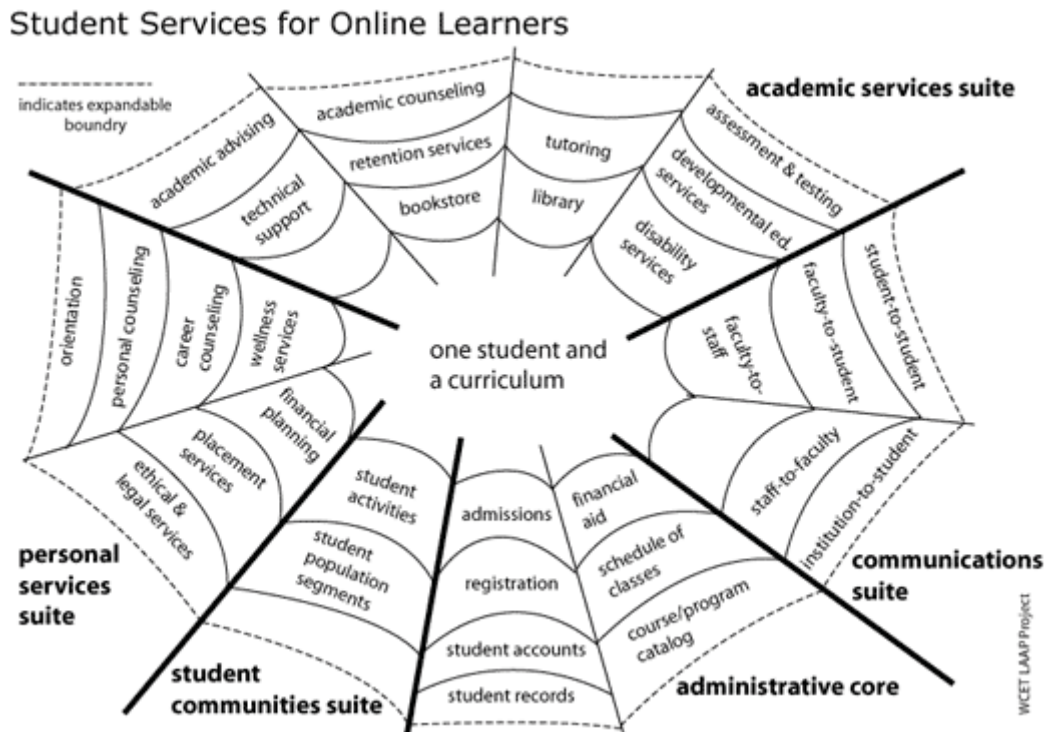 Student Services for Online Learners
indicates expandable
boundry
academic services suite
academic advising
technical
support
academic counseling
retention services
bookstore
tutoring
library
assessment & testing
developmental ed.
services
disability
services
orientation
personal counseling
career
counseling
wellness
services
one student and
a curriculum
faculty-to-
staff
faculty-to-student
student-to-student
financial
planning
placement
services
ethical &
legal services
student
activities
student
population
segments
admissions
registration
student accounts
student records
financial
aid
schedule of
classes
course/program
catalog
staff-to-faculty
institution-to-student
personal
services
suite
student
communities suite
administrative core
communications
suite
WCET LAAP Project